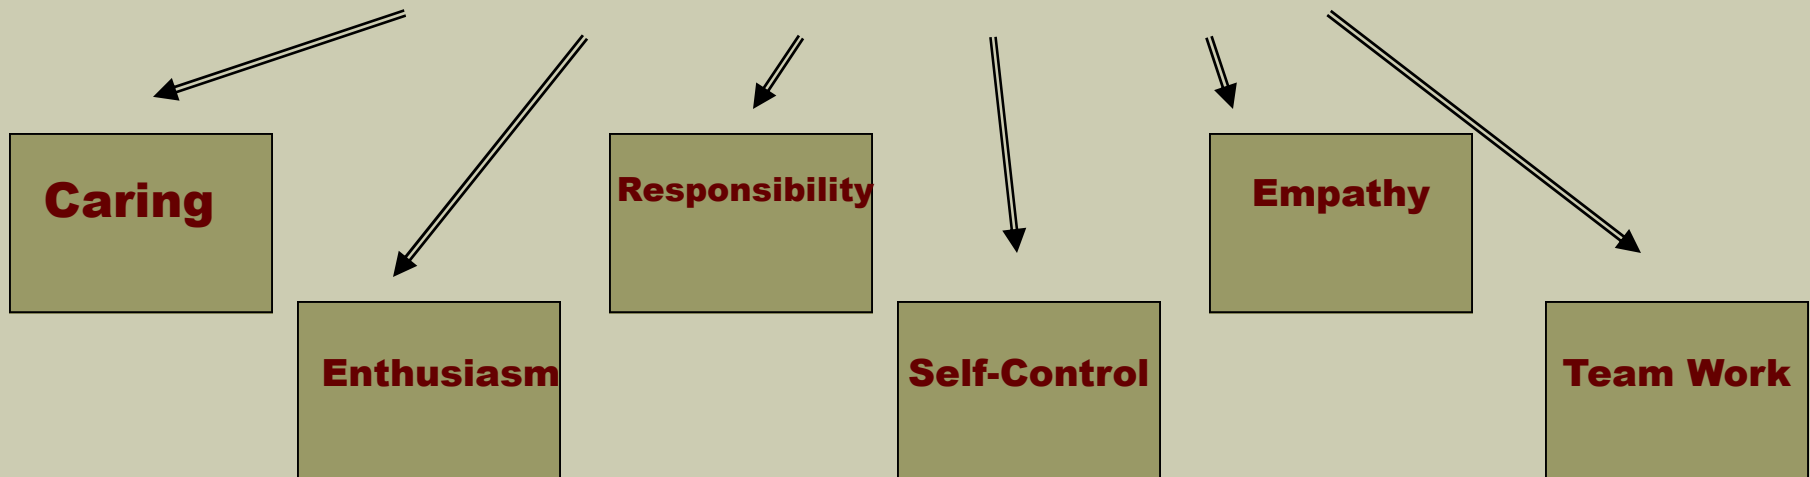 Caring
Responsibility
Empathy
Enthusiasm
Self-Control
Team Work